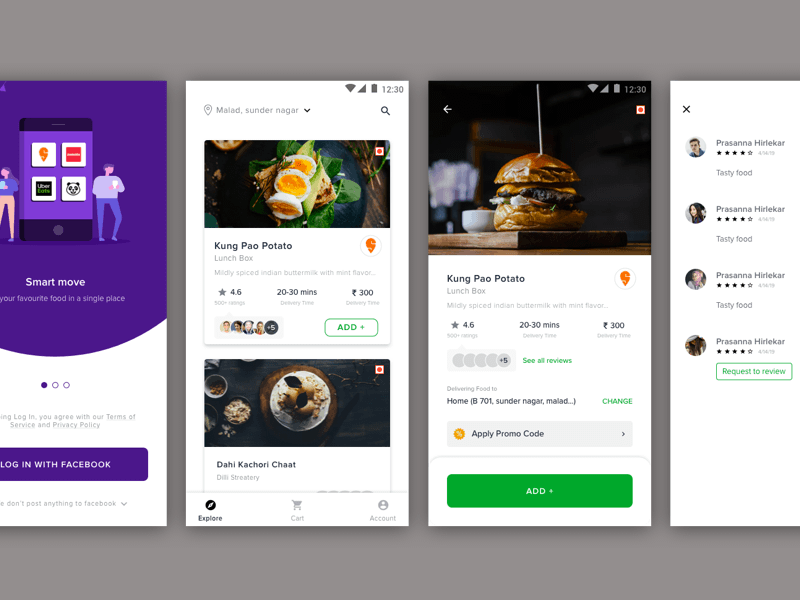 Uber
Eats
Smart move
your favourite food in a single place
ing Log In, you agree with our Terms of
Service and Privacy Policy
LOG IN WITH FACEBOOK
e don't post anything to facebook
12:30
Malad, sunder nagar
Kung Pao Potato
Lunch Box
Mildly spiced indian buttermilk with mint flavor...
4.6
20-30 mins
₹ 300
500+ ratings
Delivery Time
Delivery Time
+5
ADD +
Dahi Kachori Chaat
Dilli Streatery
Explore
Cart
Account
12:30
Kung Pao Potato
Lunch Box
Mildly spiced indian buttermilk with mint flavor...
4.6
20-30 mins
₹ 300
500+ ratings
Delivery Time
Delivery Time
+5
See all reviews
Delivering Food to
Home (B 701, sunder nagar, malad...)
CHANGE
Apply Promo Code
ADD +
Prasanna Hirlekar
4/14/19
Tasty food
Prasanna Hirlekar
4/14/19
Tasty food
Prasanna Hirlekar
4/14/19
Tasty food
Prasanna Hirlekar
4/14/19
Request to review